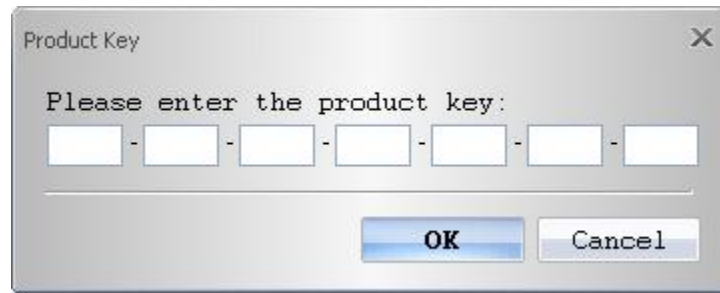 Product Key
Please enter the product key:
- - - - - -
OK Cancel